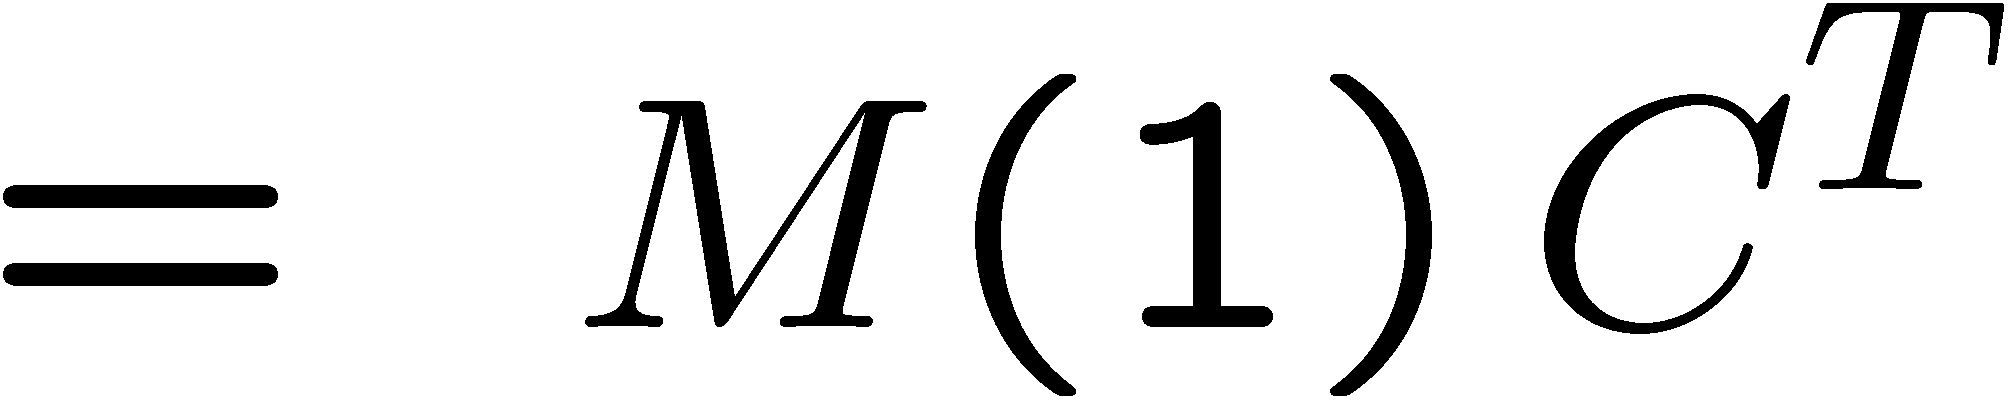 = M(1) C^T